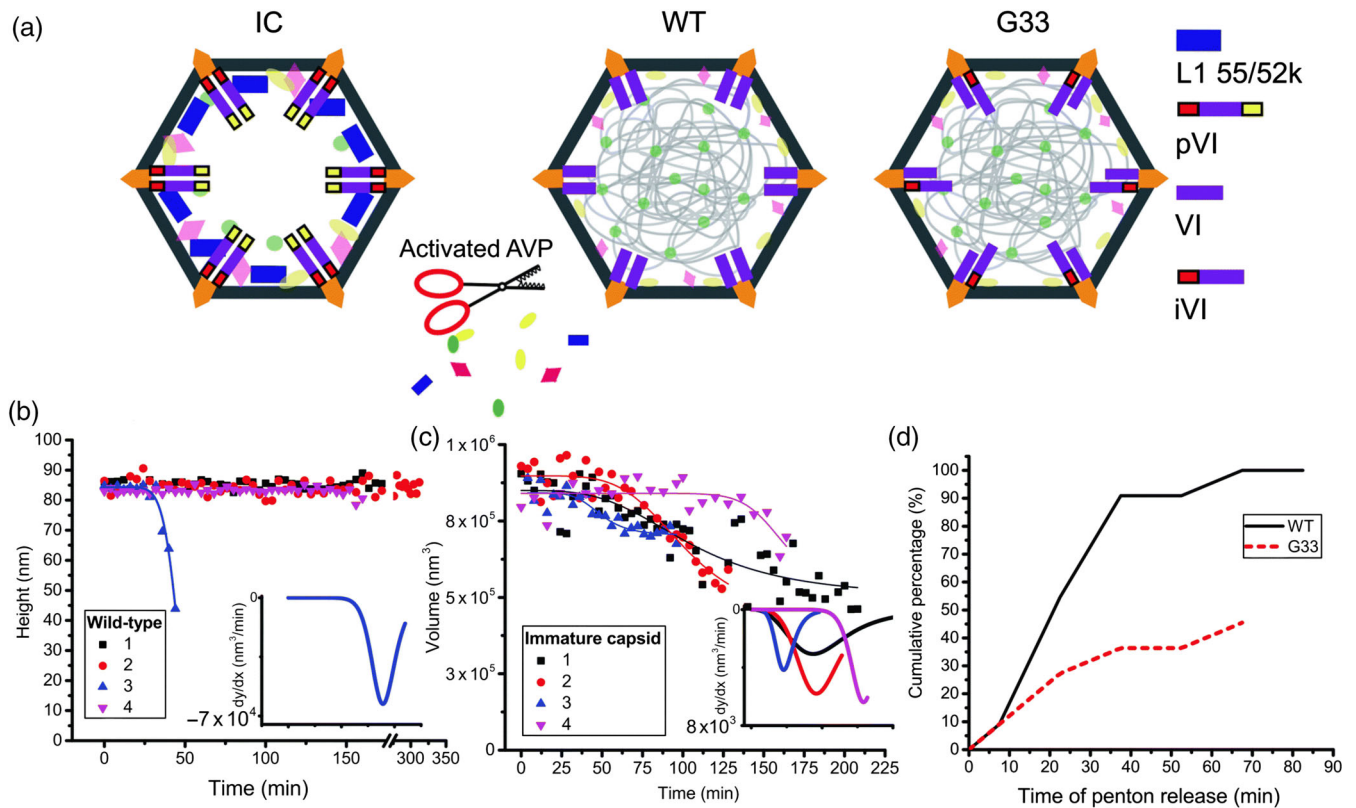 (a)
IC
WT
G33
L1 55/52k
pVI
VI
iVI
Activated AVP
(b)
100
90
80
70
60
50
40
30
20
10
0
Height (nm)
0
50
100
150
300
350
Time (min)
Wild-type
1
2
3
4
0
−7 x 10⁴
dy/dx (nm³/min)
(c)
1 x 10⁶
8 x 10⁵
5 x 10⁵
3 x 10⁵
0
Volume (nm³)
0
25
50
75
100
125
150
175
200
225
Time (min)
Immature capsid
1
2
3
4
0
8 x 10³
dy/dx (nm³/min)
(d)
100
90
80
70
60
50
40
30
20
10
0
Cumulative percentage (%)
0
10
20
30
40
50
60
70
80
90
Time of penton release (min)
WT
G33